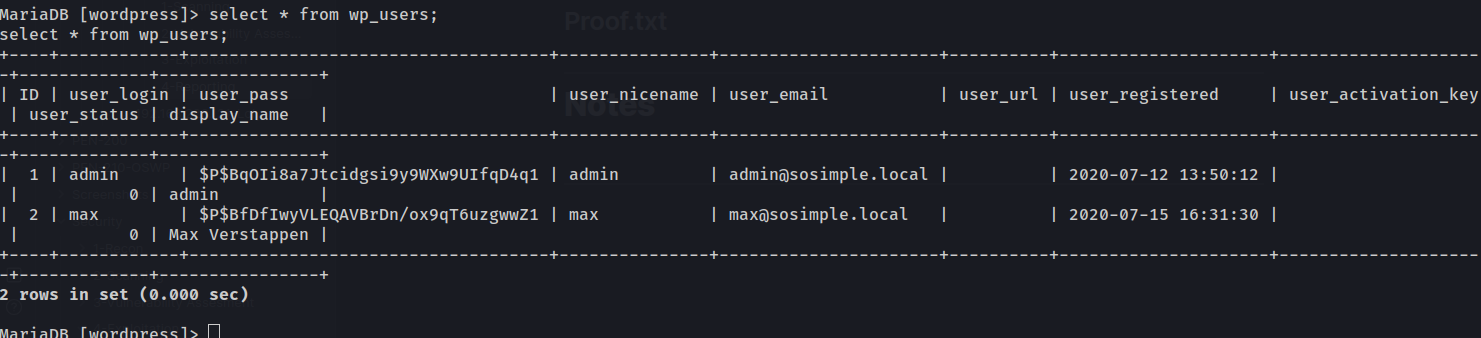 MariaDB [wordpress]> select * from wp_users;
select * from wp_users;
+----+------------+------------------------------------+---------------+----------------------+----------+---------------------+--------------------
-+-------------+----------------+
| ID | user_login | user_pass                          | user_nicename | user_email           | user_url | user_registered     | user_activation_key
 | user_status | display_name   |
+----+------------+------------------------------------+---------------+----------------------+----------+---------------------+--------------------
-+-------------+----------------+
|  1 | admin      | $P$BqOIi8a7Jtcidgsi9y9WXw9UIfqD4q1 | admin         | admin@sosimple.local |          | 2020-07-12 13:50:12 |
 |           0 | admin          |
|  2 | max        | $P$BfDfIwyVLEQAVBrDn/ox9qT6uzgwwZ1 | max           | max@sosimple.local   |          | 2020-07-15 16:31:30 |
 |           0 | Max Verstappen |
+----+------------+------------------------------------+---------------+----------------------+----------+---------------------+--------------------
-+-------------+----------------+
2 rows in set (0.000 sec)
MariaDB [wordpress]>
Proof.txt
Notes